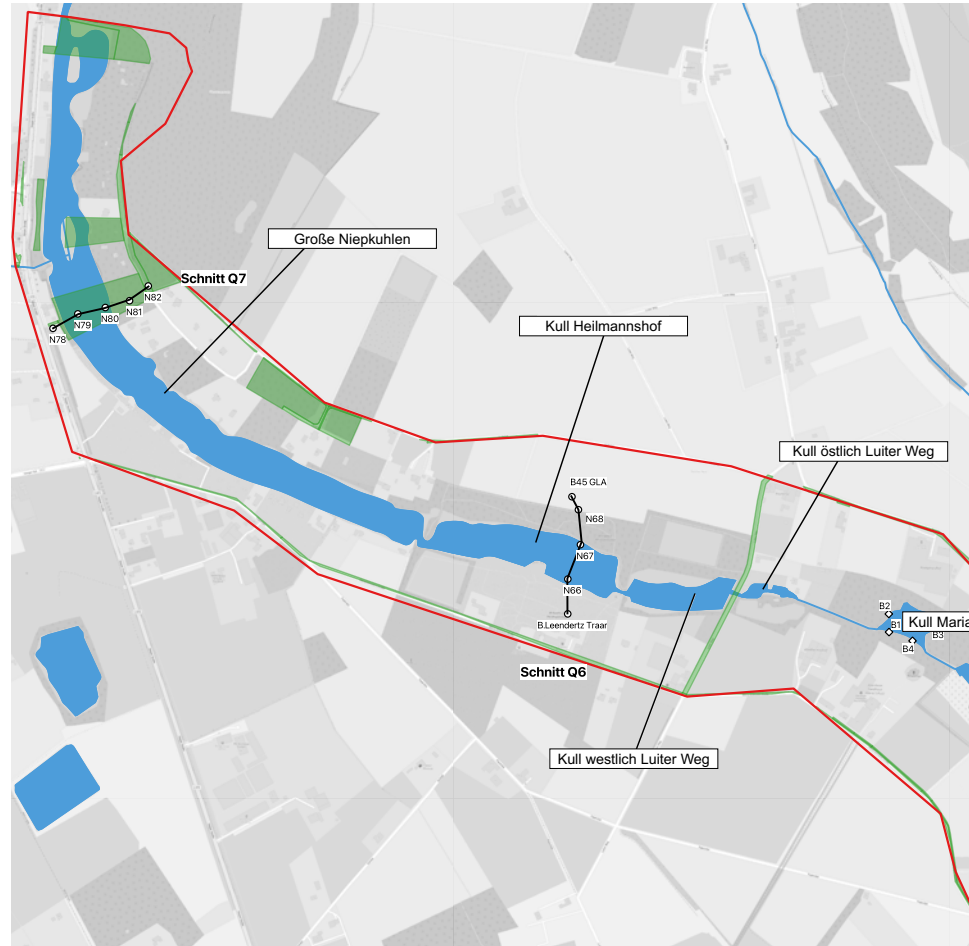 Große Niepkuhlen
Schnitt Q7
N82
N81
N80
N79
N78
Kull Heilmannshof
Kull östlich Luiter Weg
B45 GLA
N68
N67
N66
B.Leendertz Traar
B2
B1
Kull Maria
B3
B4
Schnitt Q6
Kull westlich Luiter Weg